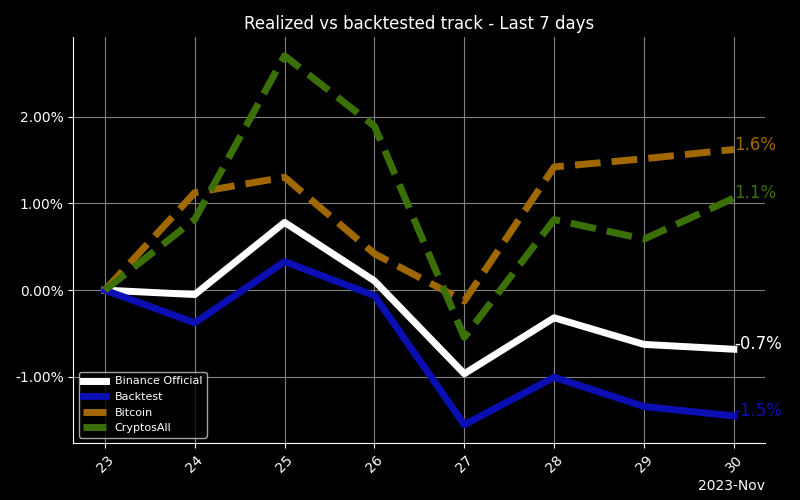 Realized vs backtested track - Last 7 days
2.00%
1.00%
0.00%
-1.00%
1.6%
1.1%
-0.7%
-1.5%
Binance Official
Backtest
Bitcoin
CryptosAll
23
24
25
26
27
28
29
30
2023-Nov